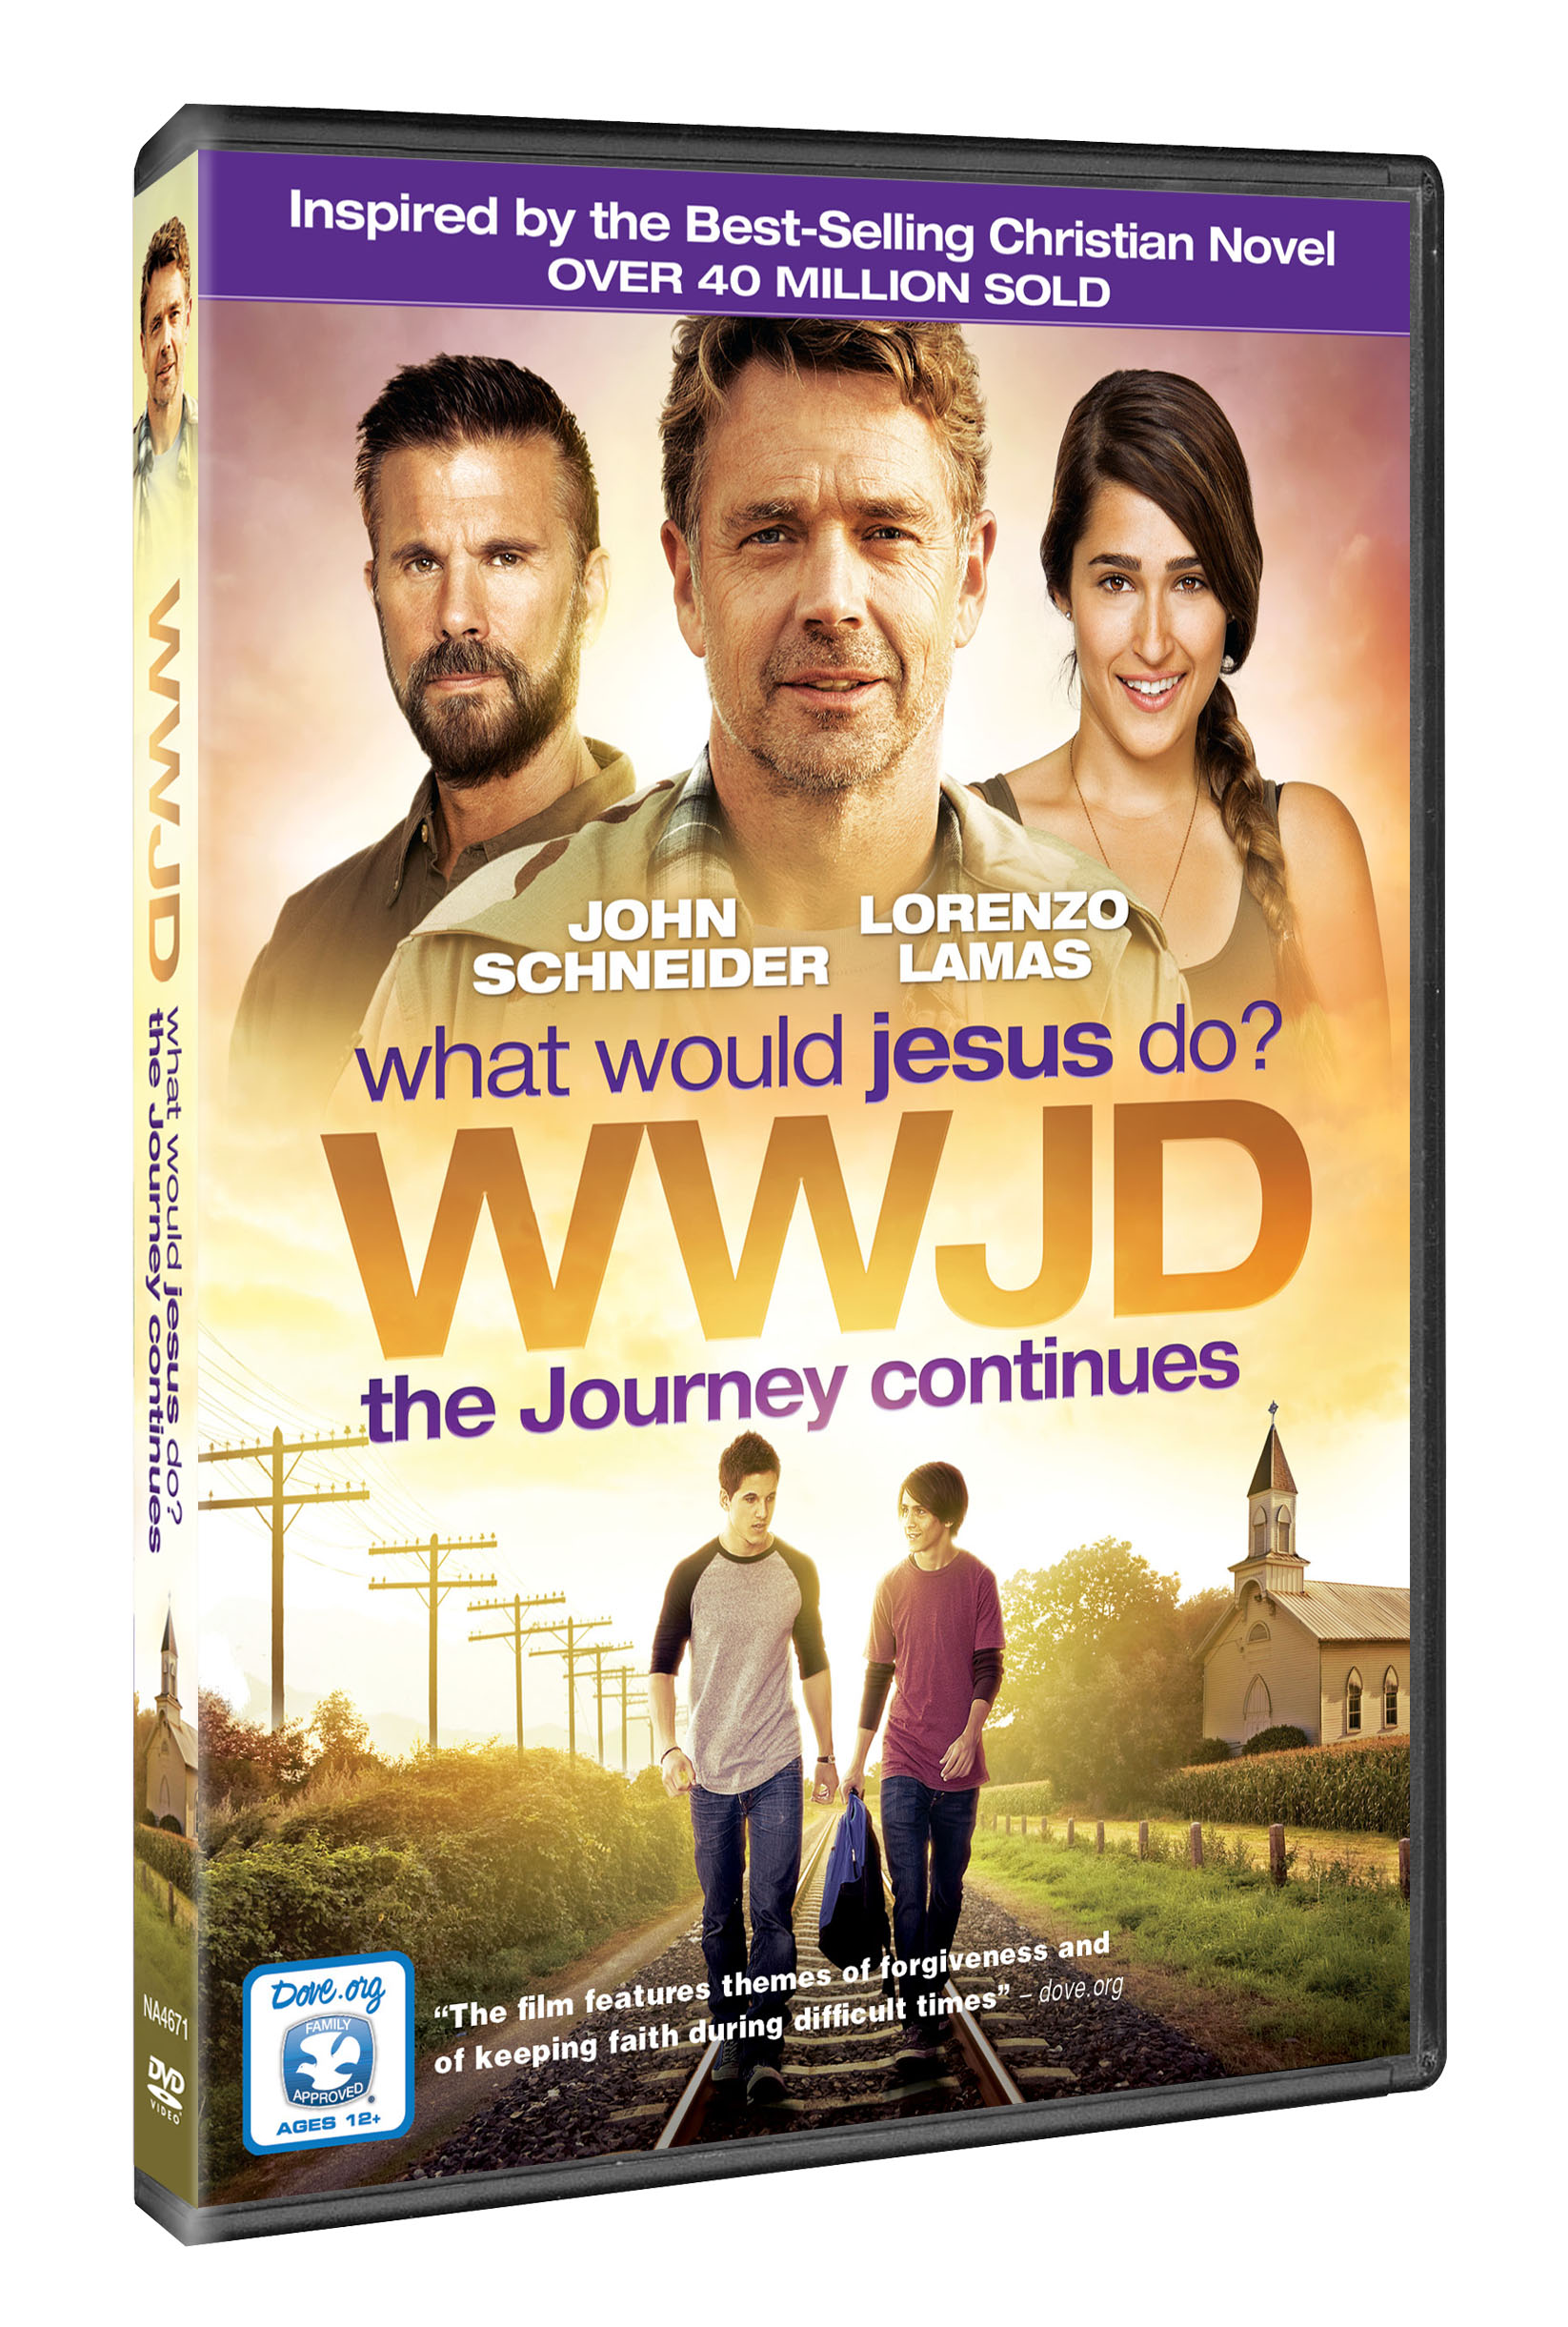 Inspired by the Best-Selling Christian Novel
OVER 40 MILLION SOLD
JOHN
SCHNEIDER
LORENZO
LAMAS
what would jesus do?
WWJD
the Journey continues
“The film features themes of forgiveness and
of keeping faith during difficult times” – dove.org
Dove.org
FAMILY
APPROVED
AGES 12+
WWJD
what would jesus do?
the Journey continues
NA4671
DVD
VIDEO